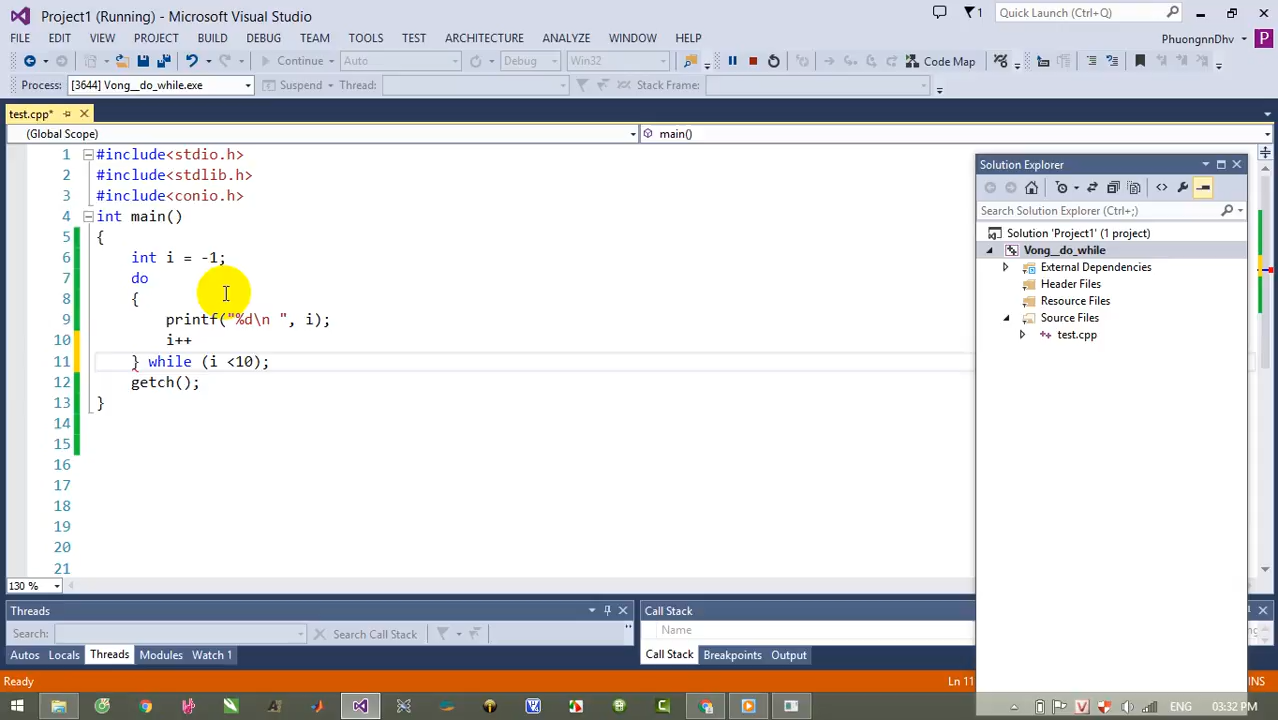 Project1 (Running) - Microsoft Visual Studio
1
Quick Launch (Ctrl+Q)
FILE EDIT VIEW PROJECT BUILD DEBUG TEAM TOOLS TEST ARCHITECTURE ANALYZE WINDOW HELP
PhuongnnDhv P
Continue Auto Debug Win32 Code Map
Process: [3644] Vong__do_while.exe Suspend Thread: Stack Frame:
test.cpp*
(Global Scope) main()
1 #include<stdio.h>
2 #include<stdlib.h>
3 #include<conio.h>
4 int main()
5 {
6 int i = -1;
7 do
8 {
9 printf("%d\n ", i);
10 i++
11 } while (i <10);
12 getch();
13 }
14
15
16
17
18
19
20
21
130 %
Solution Explorer
Search Solution Explorer (Ctrl+;)
Solution 'Project1' (1 project)
Vong__do_while
External Dependencies
Header Files
Resource Files
Source Files
test.cpp
Threads
Search: Search Call Stack
Autos Locals Threads Modules Watch 1
Call Stack
Name
Call Stack Breakpoints Output
Ready Ln 11 INS
ENG 03:32 PM